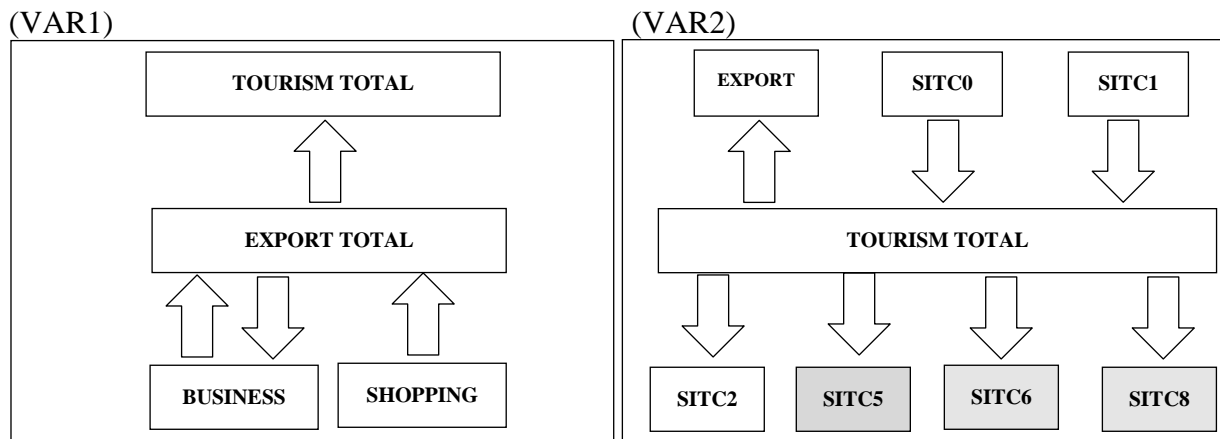 (VAR1)
TOURISM TOTAL
EXPORT TOTAL
BUSINESS
SHOPPING
(VAR2)
EXPORT
SITC0
SITC1
TOURISM TOTAL
SITC2
SITC5
SITC6
SITC8